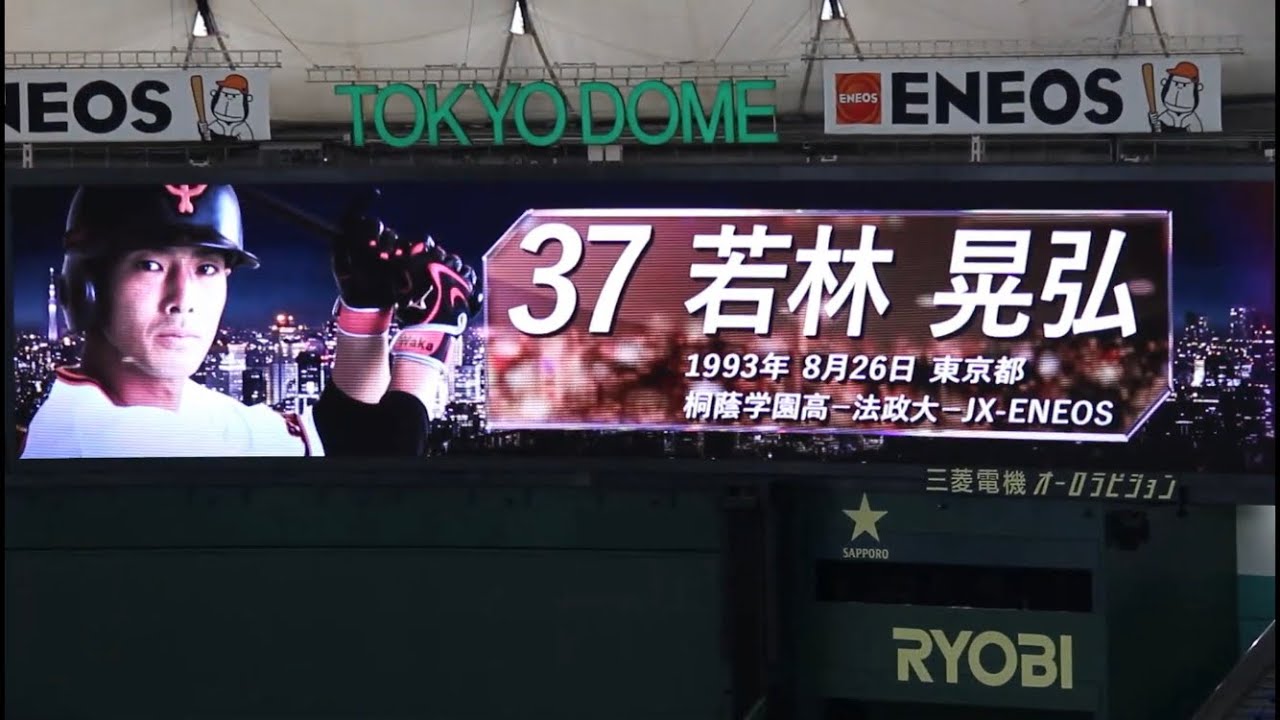 NEOS
TOKYO DOME
ENEOS
ENEOS
37 若林 晃弘
1993年 8月26日 東京都
桐蔭学園高−法政大−JX-ENEOS
Waka
三菱電機 オーロラビジョン
SAPPORO
RYOBI